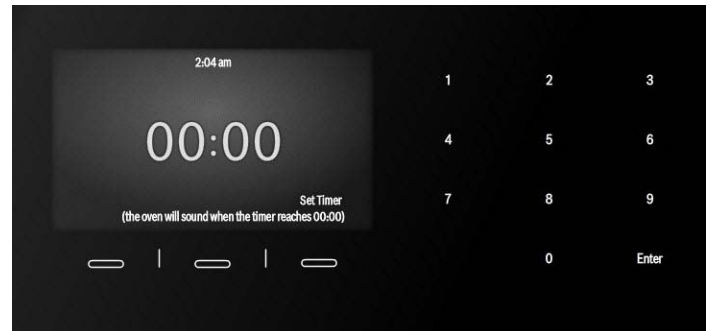 2:04 am
00:00
Set Timer
(the oven will sound when the timer reaches 00:00)
1 2 3
4 5 6
7 8 9
0 Enter